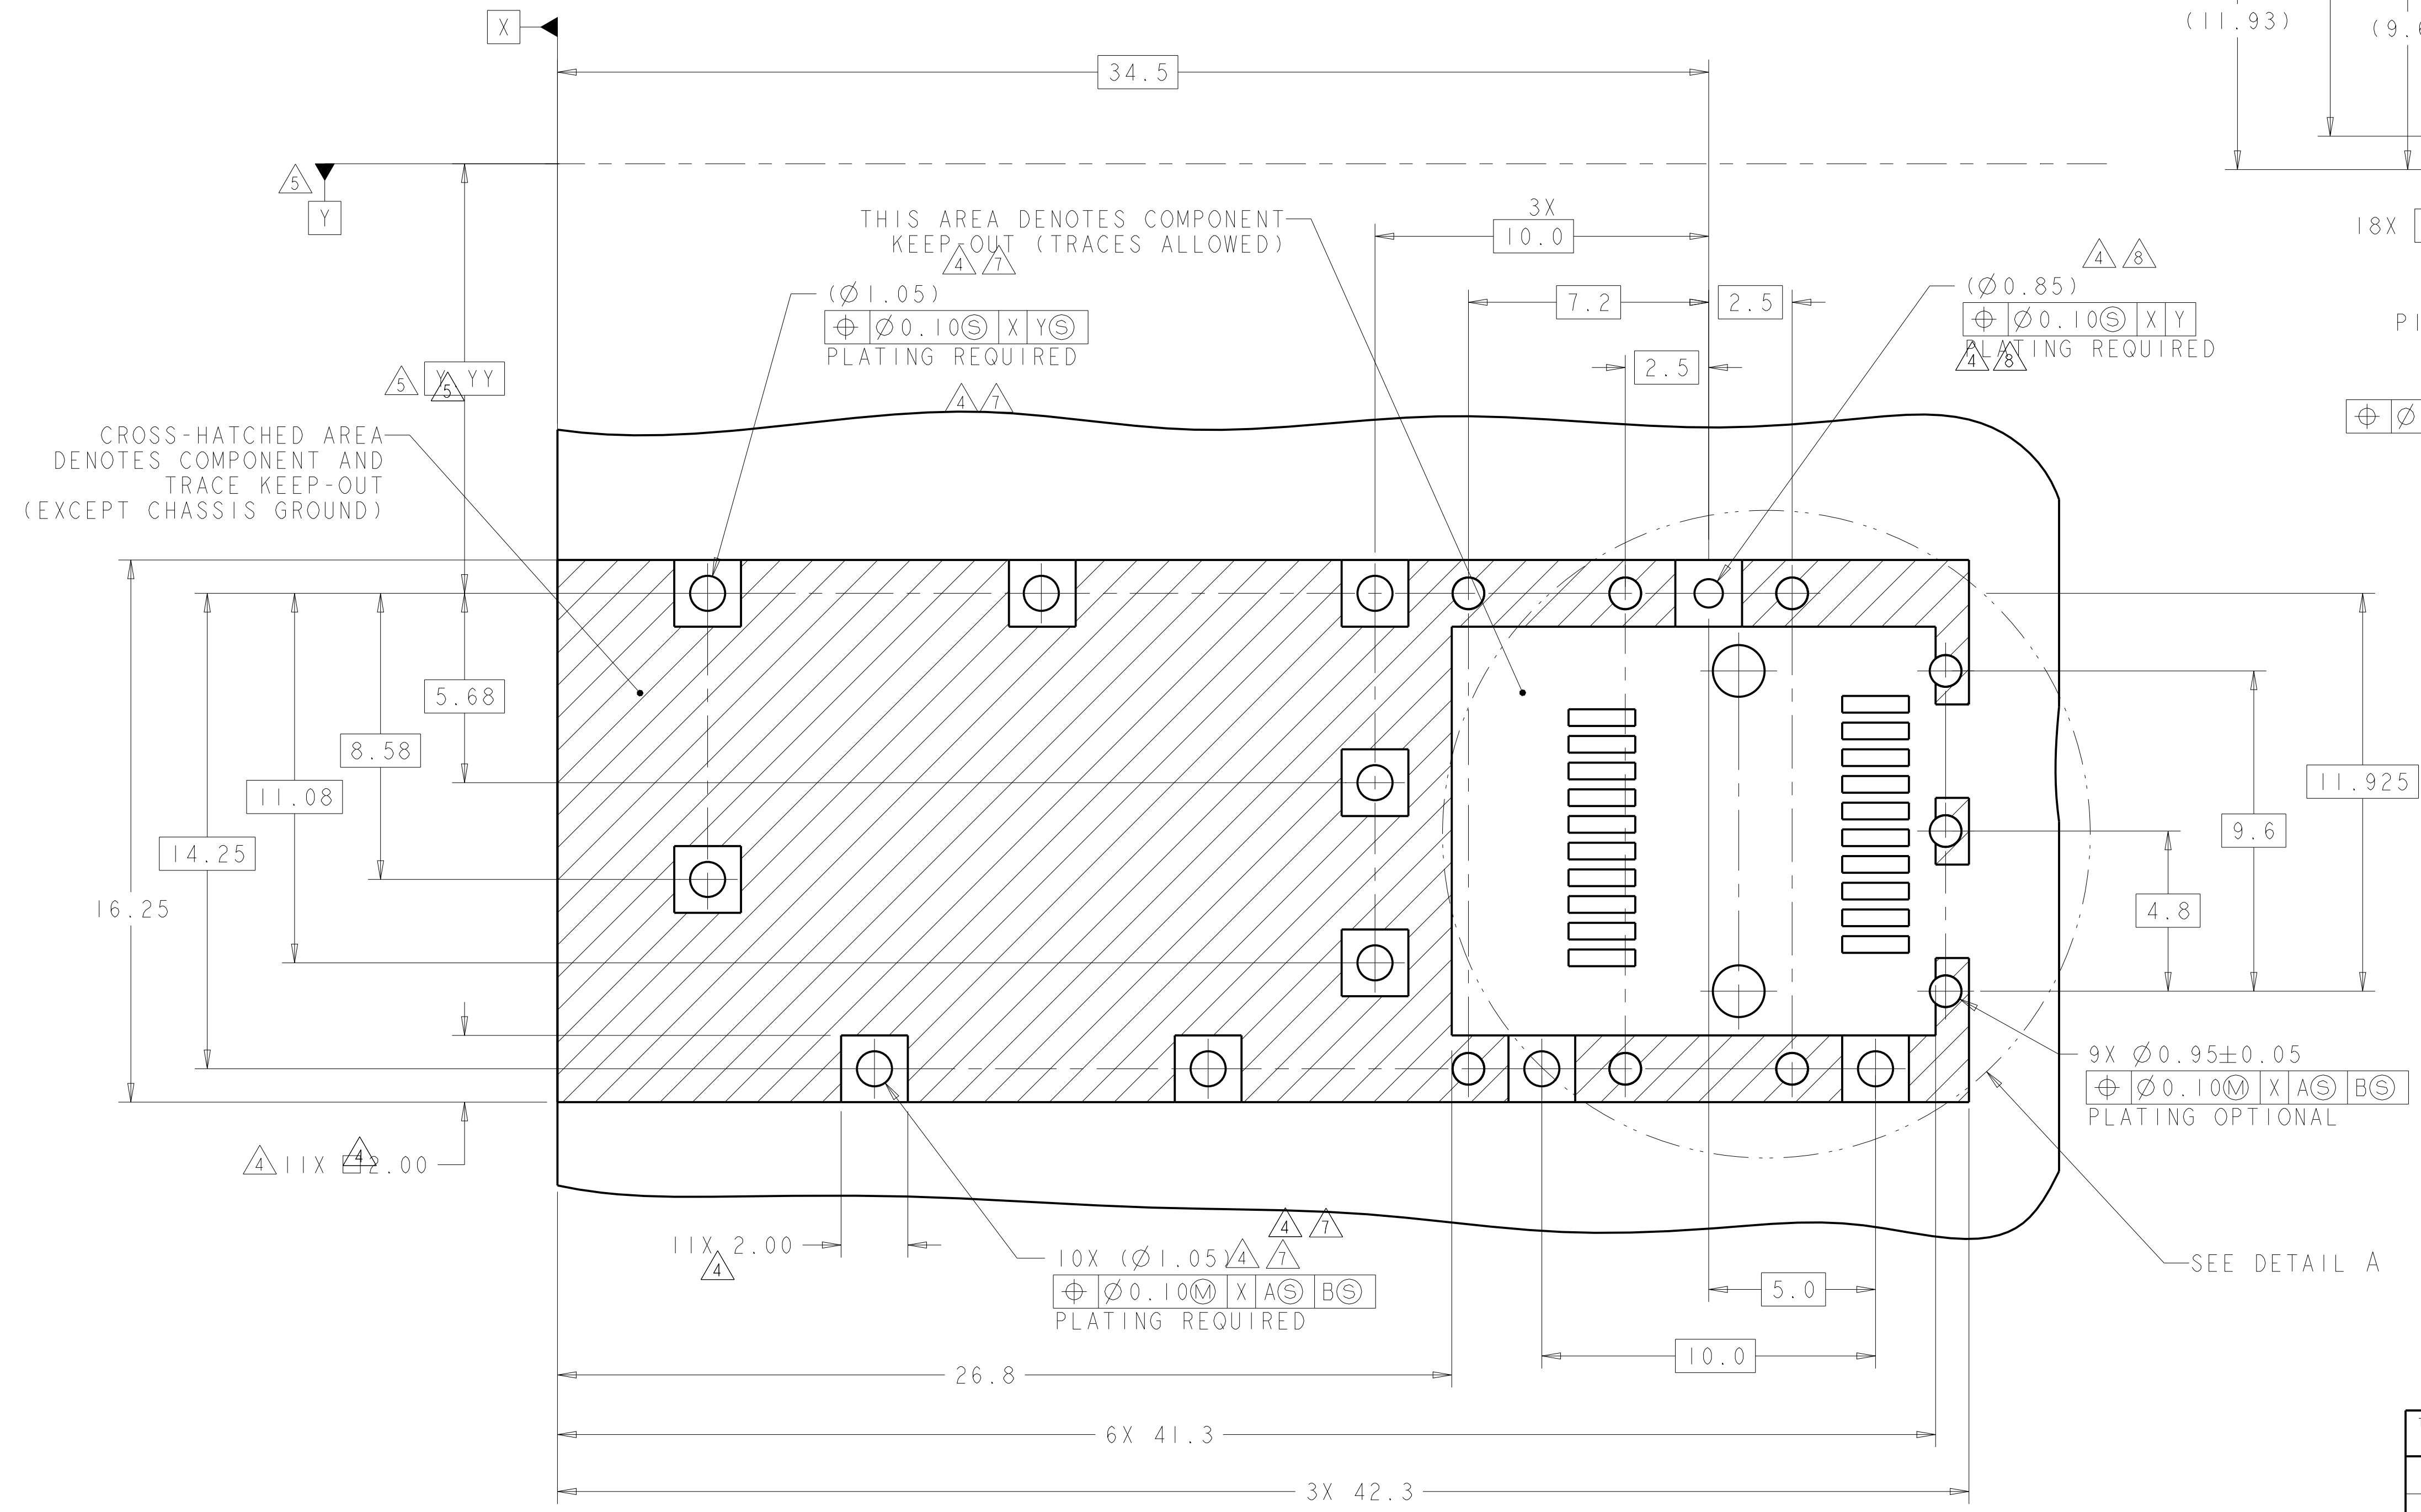 X
(11.93)
(9.6
34.5
5
Y
18X
THIS AREA DENOTES COMPONENT
KEEP-OUT (TRACES ALLOWED)
4 7
3X
10.0
4 8
(Ø1.05)
⌖ Ø0.10Ⓢ X YⓈ
PLATING REQUIRED
4 7
7.2
2.5
2.5
(Ø0.85)
⌖ Ø0.10Ⓢ X Y
PLATING REQUIRED
4 8
PI
⌖ Ø
5 Y.YY
5
CROSS-HATCHED AREA
DENOTES COMPONENT AND
TRACE KEEP-OUT
(EXCEPT CHASSIS GROUND)
5.68
8.58
11.08
14.25
16.25
11.925
9.6
4.8
9X Ø0.95±0.05
⌖ Ø0.10Ⓜ X AⓈ BⓈ
PLATING OPTIONAL
4 11X □2.00
4
11X 2.00
4
4 7
10X (Ø1.05) 4 7
⌖ Ø0.10Ⓜ X AⓈ BⓈ
PLATING REQUIRED
SEE DETAIL A
5.0
10.0
26.8
6X 41.3
3X 42.3